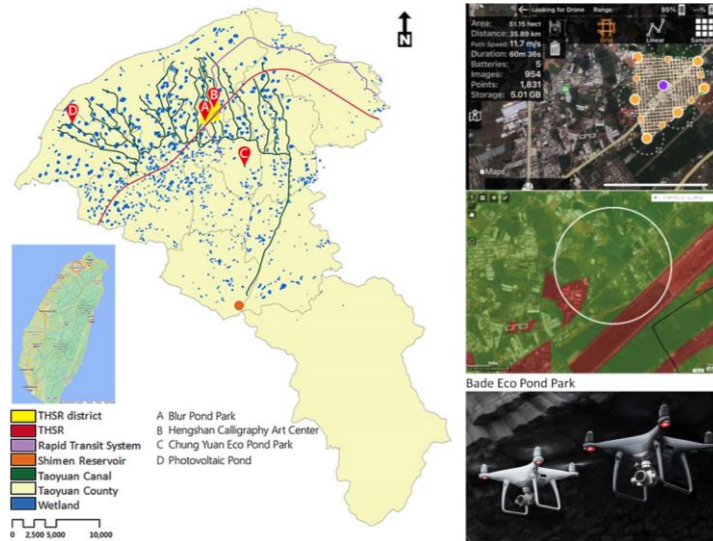 N
A
B
C
D
THSR district
THSR
Rapid Transit System
Shimen Reservoir
Taoyuan Canal
Taoyuan County
Wetland
0 2,500 5,000 10,000
A Blur Pond Park
B Hengshan Calligraphy Art Center
C Chung Yuan Eco Pond Park
D Photovoltaic Pond
Looking for Drone Range:
99%
Area: 51.15 hect
Distance: 35.89 km
Path Speed: 11.7 m/s
Duration: 60m 36s
Batteries: 5
Images: 954
Points: 1,831
Storage: 5.01 GB
Linear
Maps
Bade Eco Pond Park